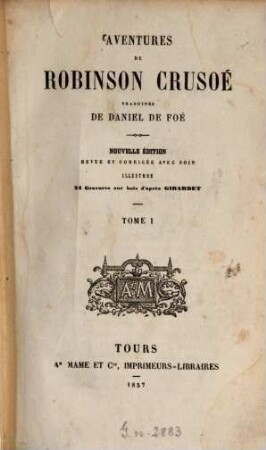 AVENTURES
DE
ROBINSON CRUSOÉ
TRADUITES
DE DANIEL DE FOÉ
NOUVELLE ÉDITION
REVUE ET CORRIGÉE AVEC SOIN
ILLUSTRÉE
Gravures sur bois d'après GIRARDET
TOME I
A M
TOURS
Ad MAME ET Cie, IMPRIMEURS-LIBRAIRES
1857
G. n. 2883